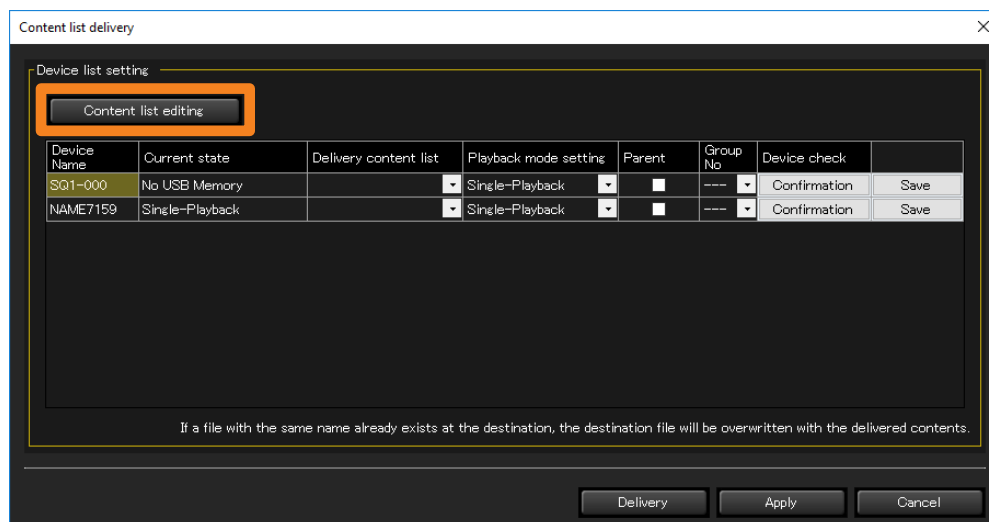 Content list delivery
Device list setting
Content list editing
Device Name Current state Delivery content list Playback mode setting Parent Group No Device check
SQ1-000 No USB Memory Single-Playback --- Confirmation Save
NAME7159 Single-Playback Single-Playback --- Confirmation Save
If a file with the same name already exists at the destination, the destination file will be overwritten with the delivered contents.
Delivery Apply Cancel